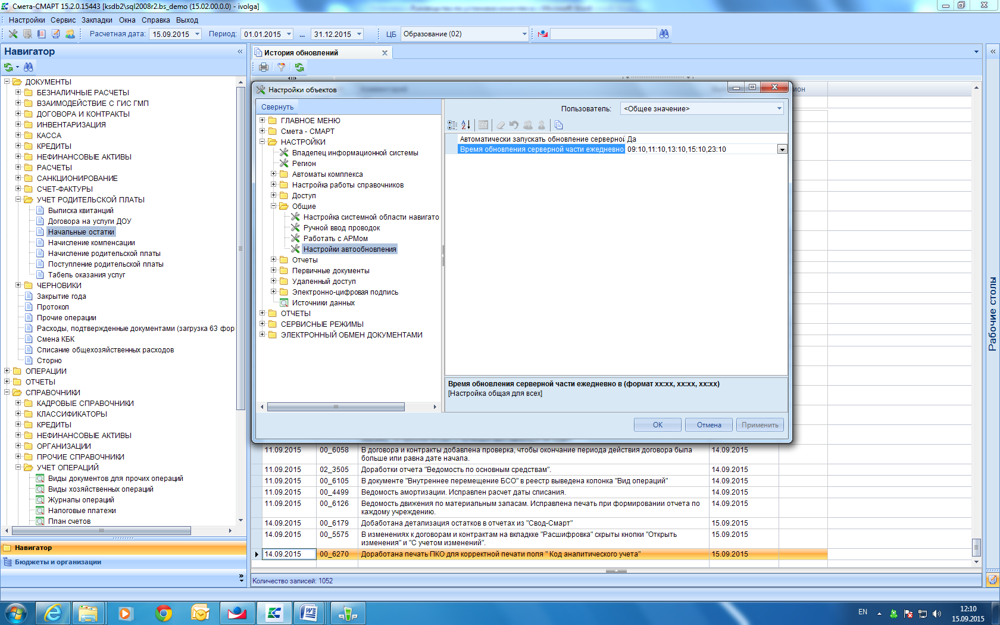 Смета-СМАРТ 15.2.0.15443 [ksdb2\sql2008r2.bs_demo (15.02.00.0.0) - ivolga]
Настройки Сервис Закладки Окна Справка Выход
Расчетная дата: 15.09.2015 Период: 01.01.2015 ... 31.12.2015 ЦБ Образование (02)
Навигатор
История обновлений
ДОКУМЕНТЫ
БЕЗНАЛИЧНЫЕ РАСЧЕТЫ
ВЗАИМОДЕЙСТВИЕ С ГИС ГМП
ДОГОВОРА И КОНТРАКТЫ
ИНВЕНТАРИЗАЦИЯ
КАССА
КРЕДИТЫ
НЕФИНАНСОВЫЕ АКТИВЫ
РАСЧЕТЫ
САНКЦИОНИРОВАНИЕ
СЧЕТ-ФАКТУРЫ
УЧЕТ РОДИТЕЛЬСКОЙ ПЛАТЫ
Выписка квитанций
Договора на услуги ДОУ
Начальные остатки
Начисление компенсации
Начисление родительской платы
Поступление родительской платы
Табель оказания услуг
ЧЕРНОВИКИ
Закрытие года
Протокол
Прочие операции
Расходы, подтвержденные документами (загрузка 63 фор
Смена КБК
Списание общехозяйственных расходов
Сторно
ОПЕРАЦИИ
ОТЧЕТЫ
СПРАВОЧНИКИ
КАДРОВЫЕ СПРАВОЧНИКИ
КЛАССИФИКАТОРЫ
КРЕДИТЫ
НЕФИНАНСОВЫЕ АКТИВЫ
ОРГАНИЗАЦИИ
ПРОЧИЕ СПРАВОЧНИКИ
УЧЕТ ОПЕРАЦИЙ
Виды документов для прочих операций
Виды хозяйственных операций
Журналы операций
Налоговые платежи
План счетов
Навигатор
Бюджеты и организации
Настройки объектов
Свернуть
ГЛАВНОЕ МЕНЮ
Смета - СМАРТ
НАСТРОЙКИ
Владелец информационной системы
Регион
Автоматы комплекса
Настройка работы справочников
Доступ
Общие
Настройка системной области навигато
Ручной ввод проводок
Работать с АРМом
Настройки автообновления
Отчеты
Первичные документы
Удаленный доступ
Электронно-цифровая подпись
Источники данных
ОТЧЕТЫ
СЕРВИСНЫЕ РЕЖИМЫ
ЭЛЕКТРОННЫЙ ОБМЕН ДОКУМЕНТАМИ
Пользователь: <Общее значение>
Автоматически запускать обновление серверной Да
Время обновления серверной части ежедневно 09:10,11:10,13:10,15:10,23:10
Время обновления серверной части ежедневно в (формат xx:xx, xx:xx, xx:xx)
[Настройка общая для всех]
OK Отмена Применить
ион
11.09.2015 00_6058 В договора и контракты добавлена проверка, чтобы окончание периода действия договора была 14.09.2015
больше или равна дате начала.
11.09.2015 02_3505 Доработки отчета "Ведомость по основным средствам". 14.09.2015
11.09.2015 00_6105 В документе "Внутреннее перемещение БСО" в реестр выведена колонка "Вид операций" 14.09.2015
11.09.2015 00_4499 Ведомость амортизации. Исправлен расчет даты списания. 14.09.2015
11.09.2015 00_6126 Ведомость движения по материальным запасам. Исправлена печать при формировании отчета по 14.09.2015
каждому учреждению.
14.09.2015 00_6179 Добаботана детализация остатков в отчетах из "Свод-Смарт" 15.09.2015
14.09.2015 00_5575 В изменениях к договорам и контрактам на вкладке "Расшифровка" скрыты кнопки "Открыть 15.09.2015
изменения" и "С учетом изменений".
14.09.2015 00_6270 Доработана печать ПКО для корректной печати поля " Код аналитического учета" 15.09.2015
Количество записей: 1052
Рабочие столы
EN 12:10
15.09.2015